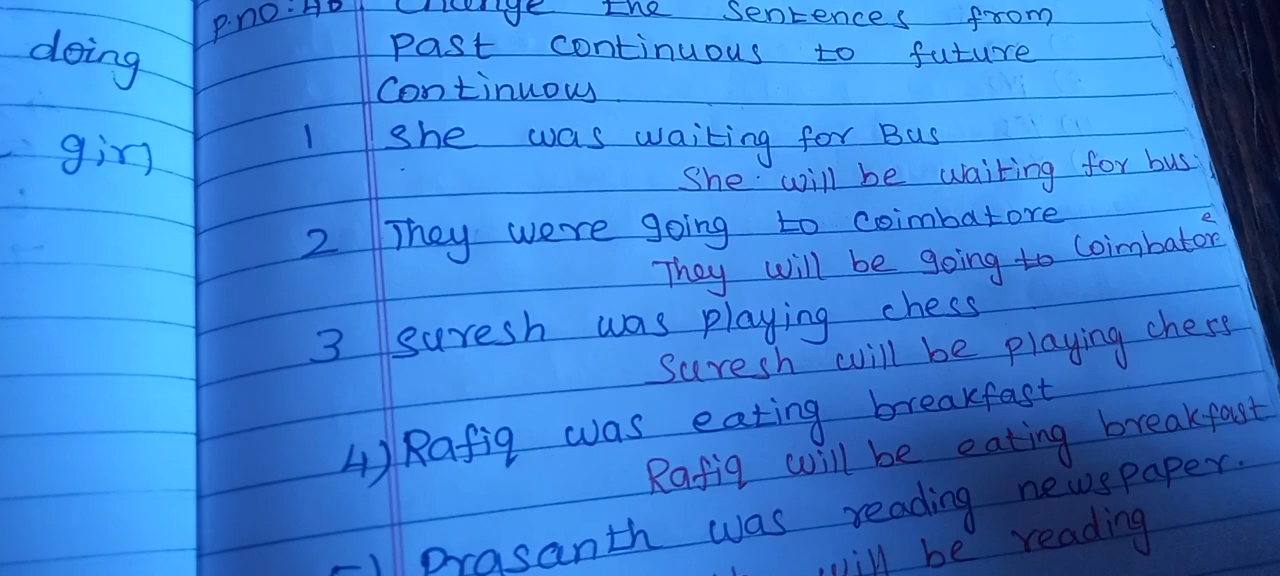 doing
girl
P.no: 48 Change the Sentences from
Past continuous to future
Continuous
1 She was waiting for Bus
She will be waiting for bus
2 They were going to Coimbatore
They will be going to Coimbatore
3 Suresh was playing chess
Suresh will be playing chess
4) Rafiq was eating breakfast
Rafiq will be eating breakfast
5) Prasanth was reading newspaper.
will be reading